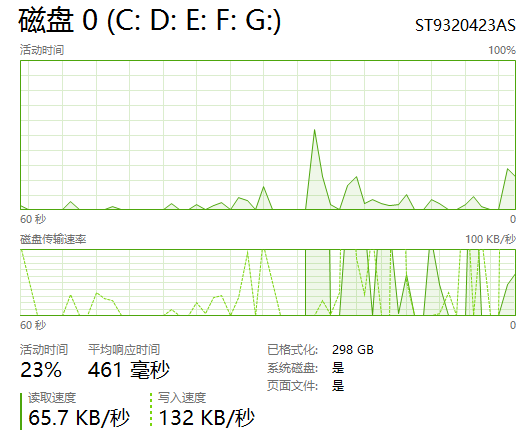 磁盘 0 (C: D: E: F: G:) ST9320423AS
活动时间 100%
60 秒 0
磁盘传输速率 100 KB/秒
60 秒 0
活动时间 平均响应时间 已格式化: 298 GB
23% 461 毫秒 系统磁盘: 是
页面文件: 是
读取速度 写入速度
65.7 KB/秒 132 KB/秒